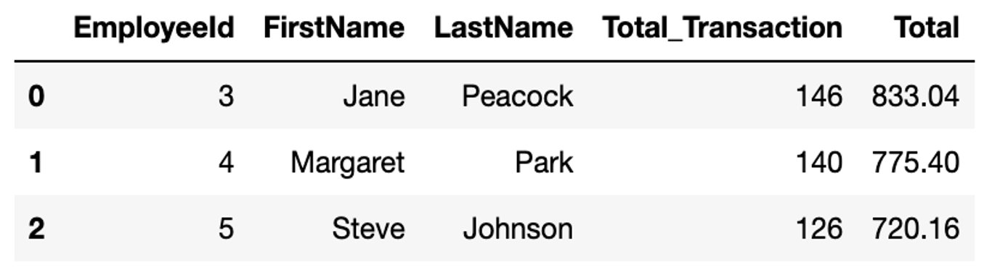 EmployeeId FirstName LastName Total_Transaction Total
0 3 Jane Peacock 146 833.04
1 4 Margaret Park 140 775.40
2 5 Steve Johnson 126 720.16